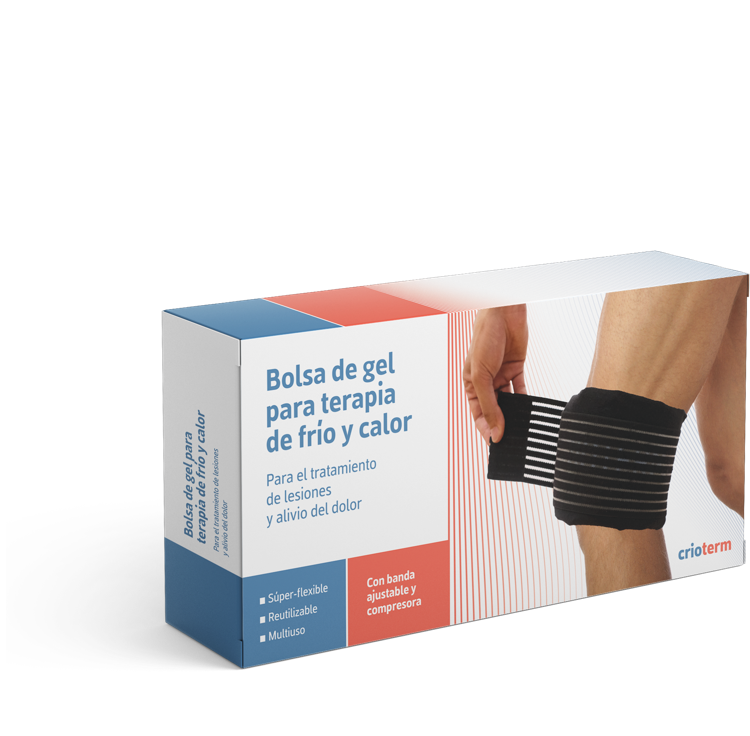 Bolsa de gel
para terapia
de frío y calor
Para el tratamiento
de lesiones
y alivio del dolor
Súper-flexible
Reutilizable
Multiuso
Con banda
ajustable y
compresora
crioterm
Bolsa de gel para
terapia de frío y calor
Para el tratamiento de lesiones
y alivio del dolor